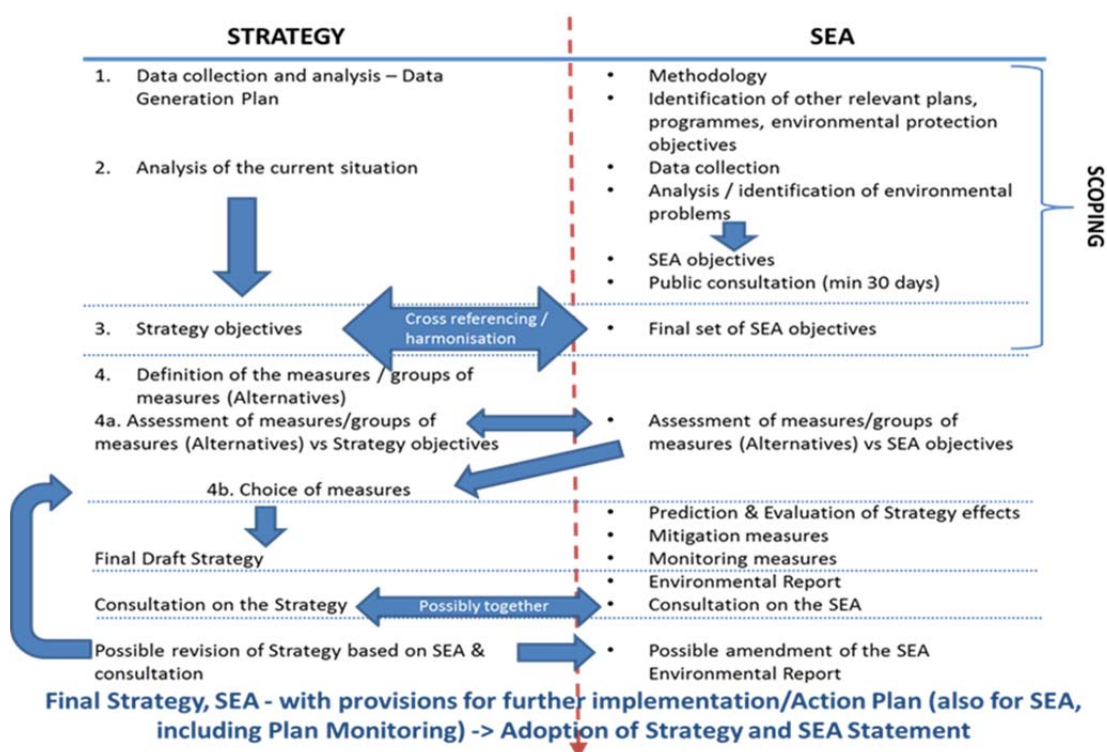 STRATEGY
SEA
1. Data collection and analysis – Data
Generation Plan
• Methodology
• Identification of other relevant plans,
programmes, environmental protection
objectives
2. Analysis of the current situation
• Data collection
• Analysis / identification of environmental
problems
• SEA objectives
• Public consultation (min 30 days)
SCOPING
3. Strategy objectives
Cross referencing /
harmonisation
• Final set of SEA objectives
4. Definition of the measures / groups of
measures (Alternatives)
4a. Assessment of measures/groups of
measures (Alternatives) vs Strategy objectives
• Assessment of measures/groups of
measures (Alternatives) vs SEA objectives
4b. Choice of measures
• Prediction & Evaluation of Strategy effects
• Mitigation measures
• Monitoring measures
Final Draft Strategy
• Environmental Report
Consultation on the Strategy
Possibly together
• Consultation on the SEA
Possible revision of Strategy based on SEA &
consultation
• Possible amendment of the SEA
Environmental Report
Final Strategy, SEA - with provisions for further implementation/Action Plan (also for SEA,
including Plan Monitoring) -> Adoption of Strategy and SEA Statement